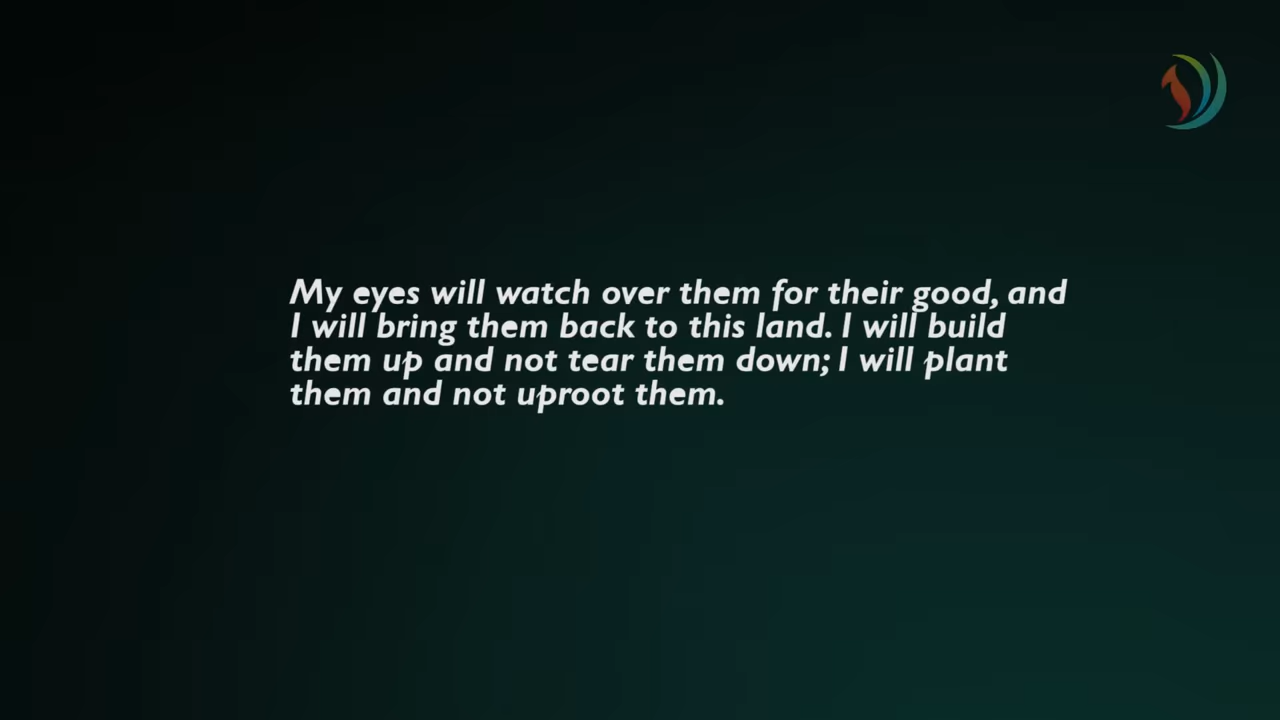 My eyes will watch over them for their good, and
I will bring them back to this land. I will build
them up and not tear them down; I will plant
them and not uproot them.